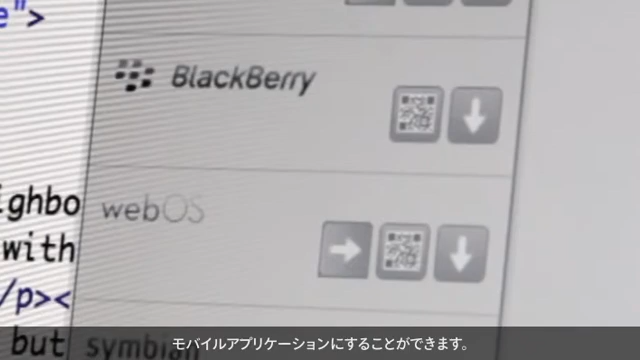 e">
BlackBerry
ighbo
webOS
with
/p><
but
symbian
モバイルアプリケーションにすることができます。